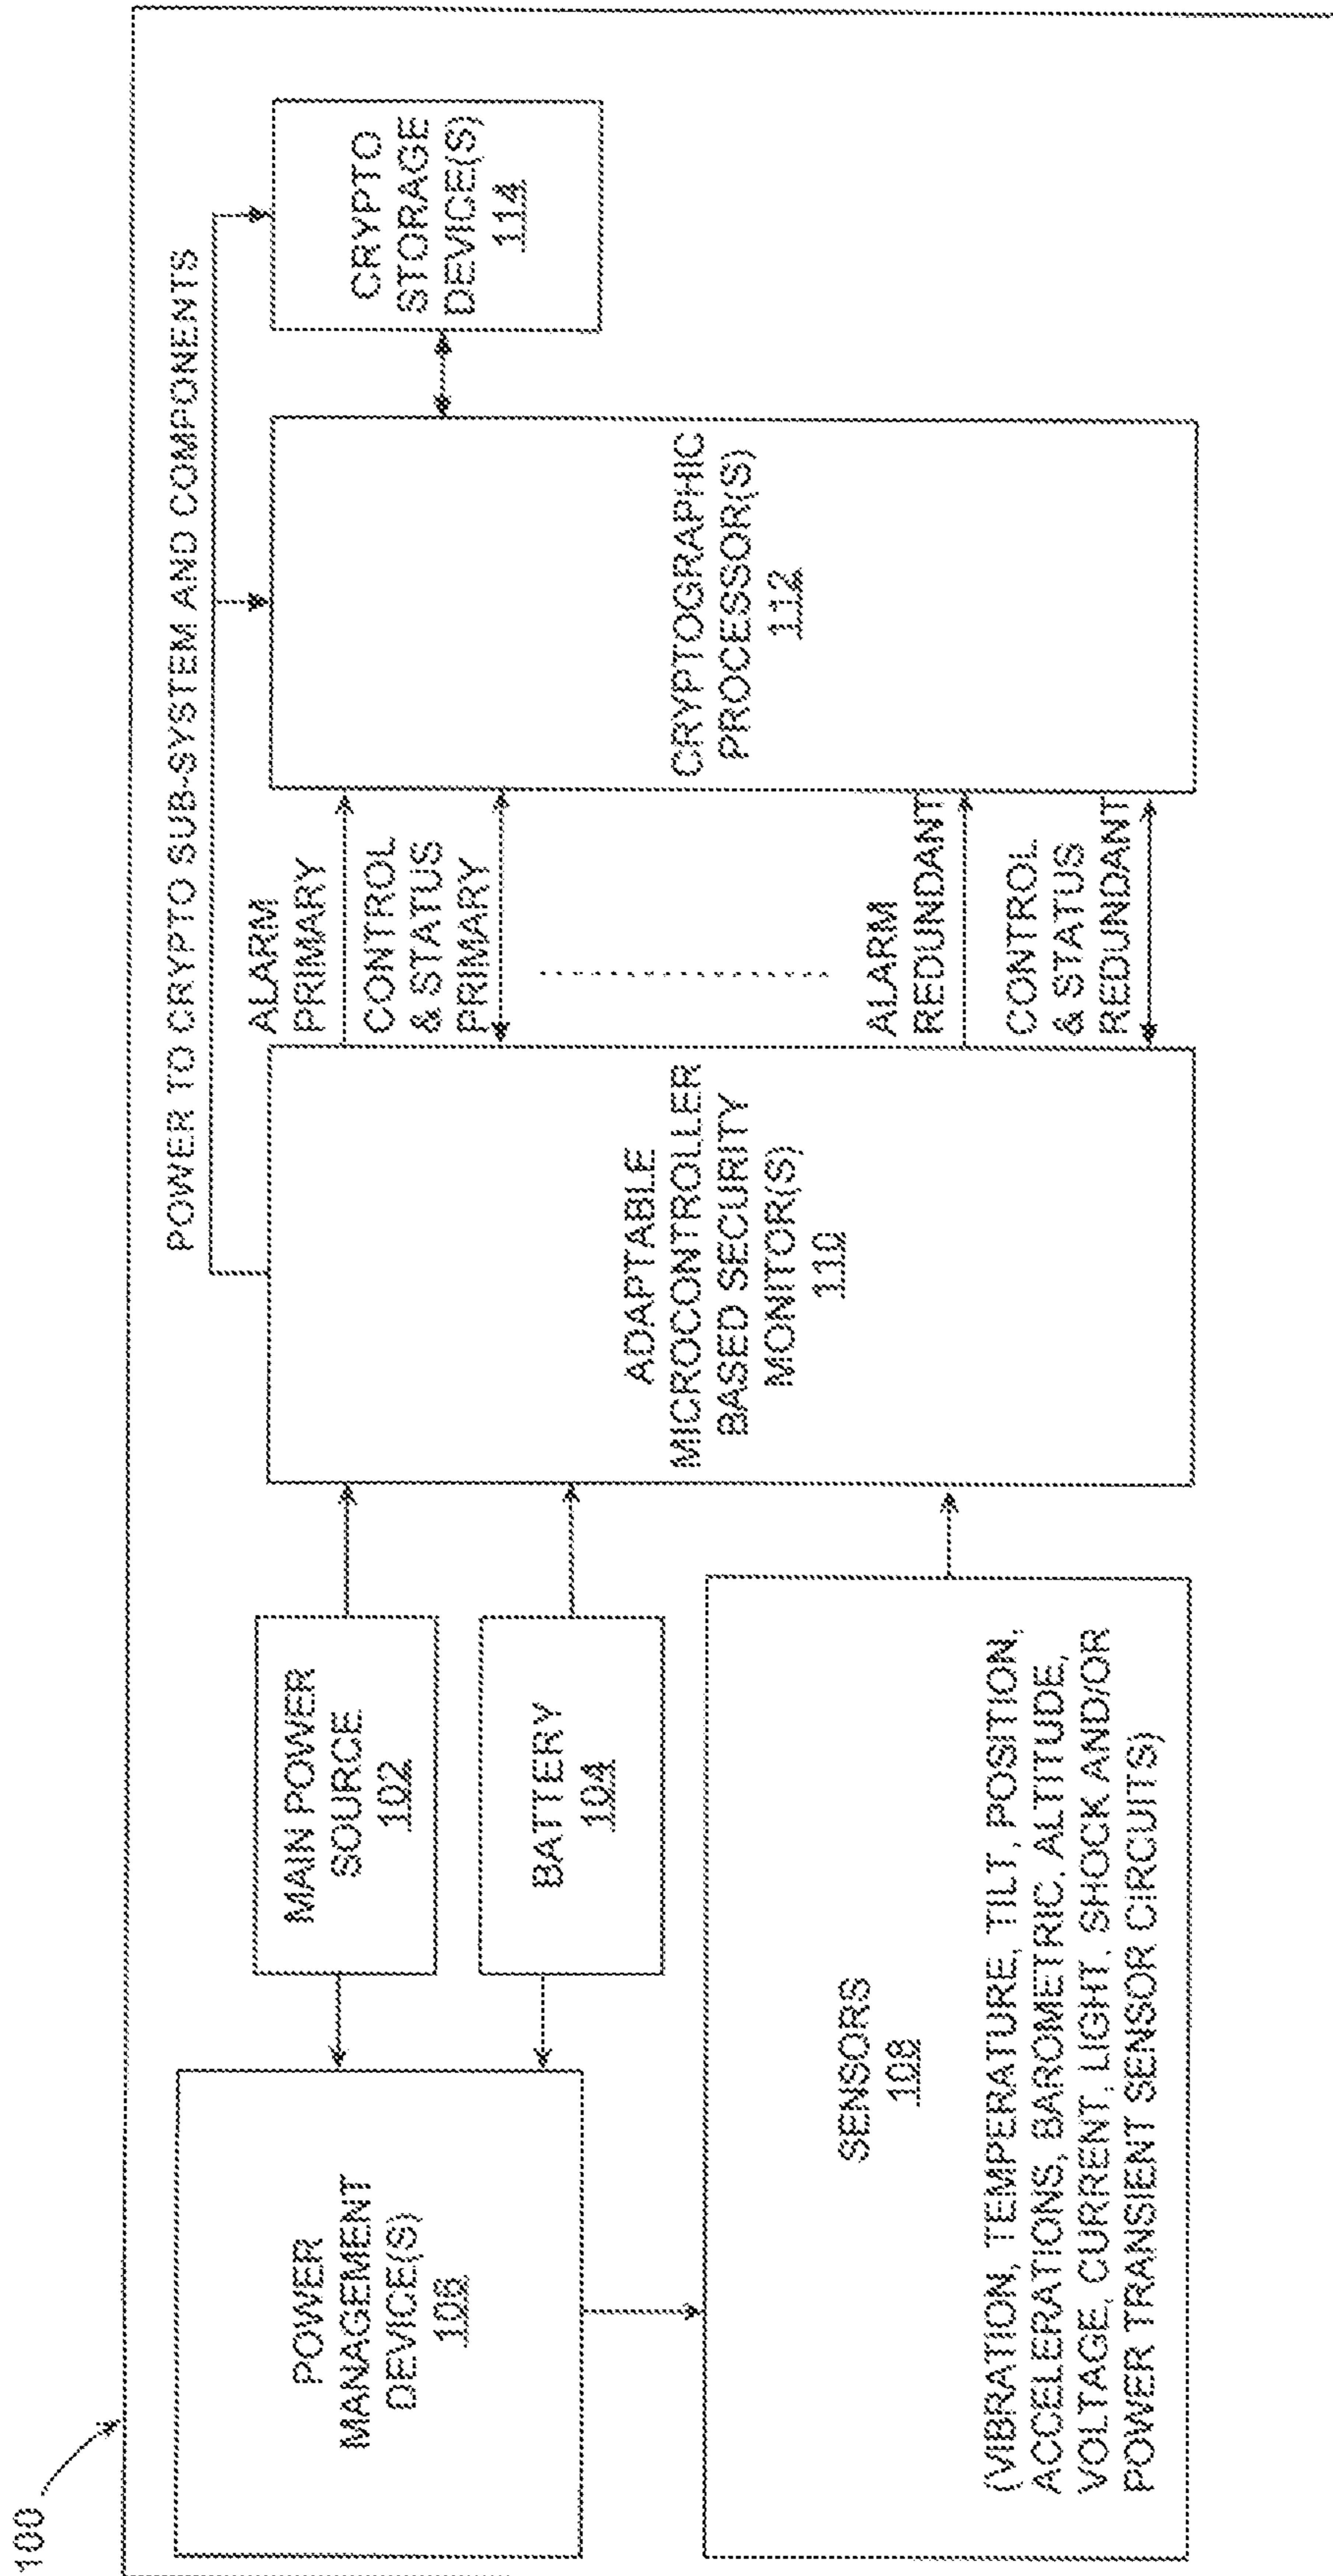 100
POWER TO CRYPTO SUB-SYSTEM AND COMPONENTS
POWER
MANAGEMENT
DEVICE(S)
106
MAIN POWER
SOURCE
102
BATTERY
104
SENSORS
108
(VIBRATION, TEMPERATURE, TILT, POSITION,
ACCELERATIONS, BAROMETRIC, ALTITUDE,
VOLTAGE, CURRENT, LIGHT, SHOCK AND/OR
POWER TRANSIENT SENSOR CIRCUITS)
ADAPTABLE
MICROCONTROLLER
BASED SECURITY
MONITOR(S)
110
ALARM
PRIMARY
CONTROL
& STATUS
PRIMARY
ALARM
REDUNDANT
CONTROL
& STATUS
REDUNDANT
CRYPTOGRAPHIC
PROCESSOR(S)
112
CRYPTO
STORAGE
DEVICE(S)
114